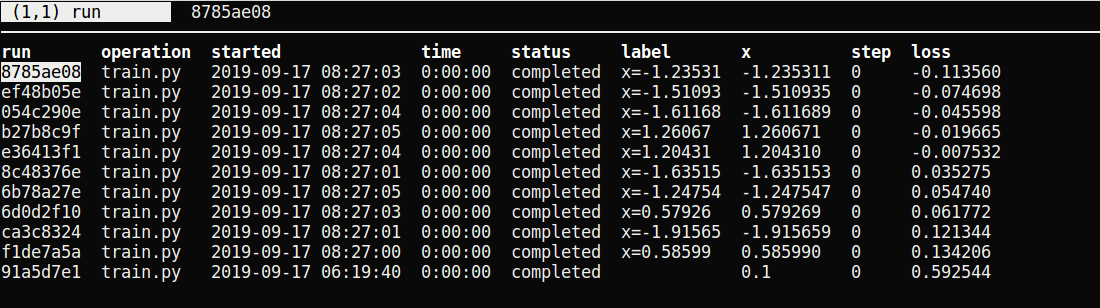 (1,1) run 8785ae08
run operation started time status label x step loss
8785ae08 train.py 2019-09-17 08:27:03 0:00:00 completed x=-1.23531 -1.235311 0 -0.113560
ef48b05e train.py 2019-09-17 08:27:02 0:00:00 completed x=-1.51093 -1.510935 0 -0.074698
054c290e train.py 2019-09-17 08:27:04 0:00:00 completed x=-1.61168 -1.611689 0 -0.045598
b27b8c9f train.py 2019-09-17 08:27:05 0:00:00 completed x=1.26067 1.260671 0 -0.019665
e36413f1 train.py 2019-09-17 08:27:04 0:00:00 completed x=1.20431 1.204310 0 -0.007532
8c48376e train.py 2019-09-17 08:27:01 0:00:00 completed x=-1.63515 -1.635153 0 0.035275
6b78a27e train.py 2019-09-17 08:27:05 0:00:00 completed x=-1.24754 -1.247547 0 0.054740
6d0d2f10 train.py 2019-09-17 08:27:03 0:00:00 completed x=0.57926 0.579269 0 0.061772
ca3c8324 train.py 2019-09-17 08:27:01 0:00:00 completed x=-1.91565 -1.915659 0 0.121344
f1de7a5a train.py 2019-09-17 08:27:00 0:00:00 completed x=0.58599 0.585990 0 0.134206
91a5d7e1 train.py 2019-09-17 06:19:40 0:00:00 completed 0.1 0 0.592544